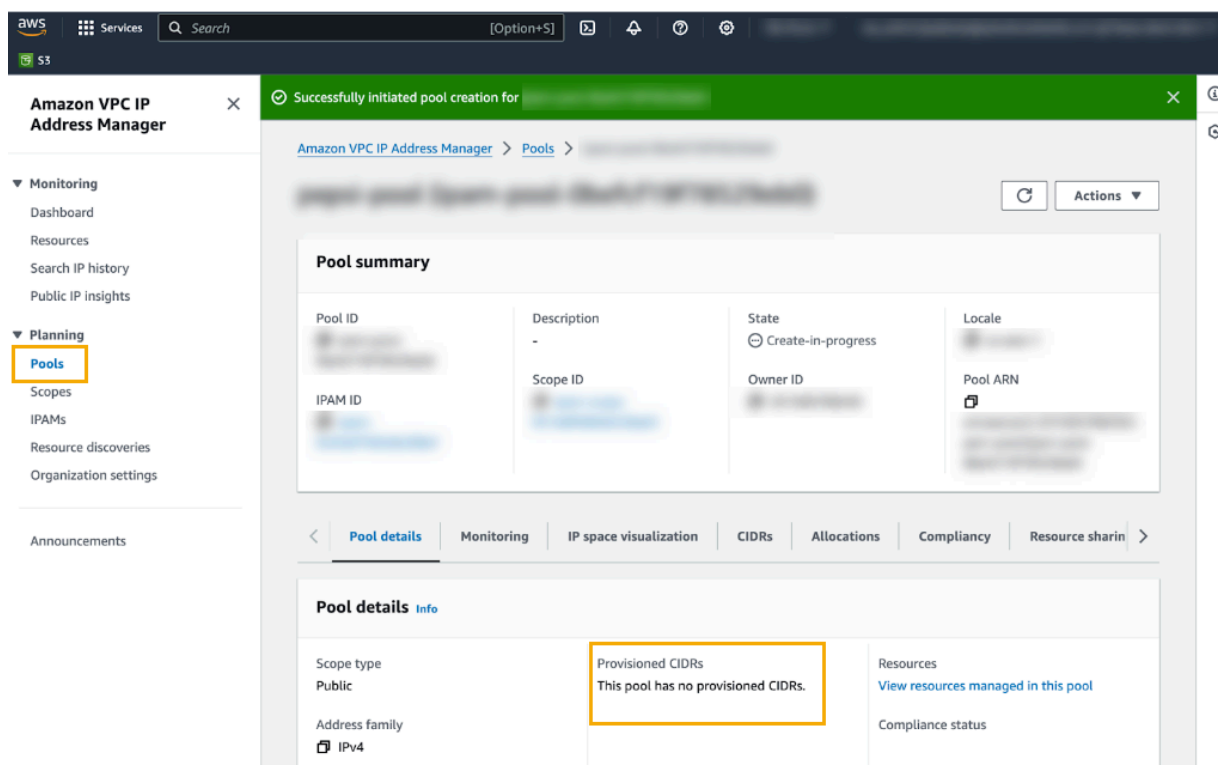 aws
Services
Search
[Option+S]
S3
Amazon VPC IP
Address Manager
Monitoring
Dashboard
Resources
Search IP history
Public IP insights
Planning
Pools
Scopes
IPAMs
Resource discoveries
Organization settings
Announcements
Successfully initiated pool creation for
Amazon VPC IP Address Manager > Pools >
Actions
Pool summary
Pool ID
IPAM ID
Description
-
Scope ID
State
Create-in-progress
Owner ID
Locale
Pool ARN
Pool details
Monitoring
IP space visualization
CIDRs
Allocations
Compliancy
Resource sharin
Pool details Info
Scope type
Public
Address family
IPv4
Provisioned CIDRs
This pool has no provisioned CIDRs.
Resources
View resources managed in this pool
Compliance status